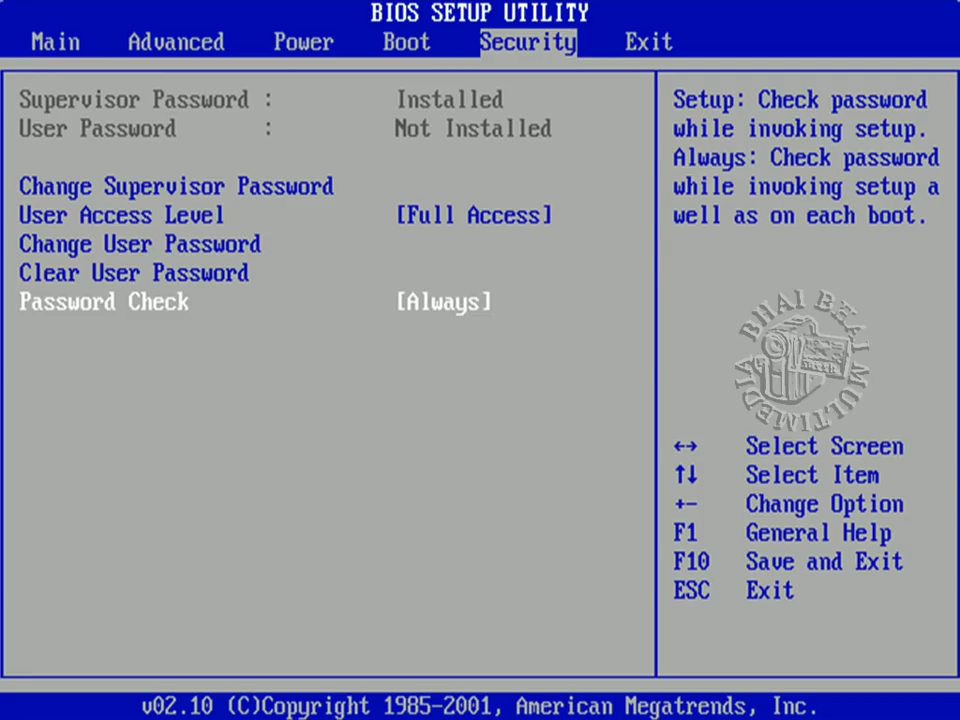 BIOS SETUP UTILITY
Main Advanced Power Boot Security Exit
Supervisor Password : Installed
User Password : Not Installed
Change Supervisor Password
User Access Level [Full Access]
Change User Password
Clear User Password
Password Check [Always]
Setup: Check password
while invoking setup.
Always: Check password
while invoking setup a
well as on each boot.
BHAI BHAI MULTIMEDIA
←→ Select Screen
↑↓ Select Item
+- Change Option
F1 General Help
F10 Save and Exit
ESC Exit
v02.10 (C)Copyright 1985-2001, American Megatrends, Inc.